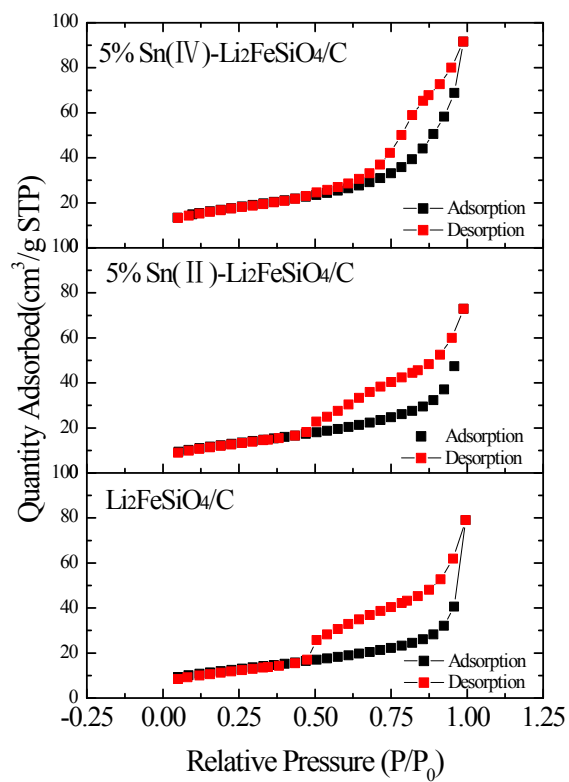 100
5% Sn(IV)-Li2FeSiO4/C
80
60
40
20
Adsorption
Desorption
100
5% Sn(Ⅱ)-Li2FeSiO4/C
80
60
40
20
Adsorption
Desorption
100
Li2FeSiO4/C
80
60
40
20
0
Adsorption
Desorption
-0.25 0.00 0.25 0.50 0.75 1.00 1.25
Relative Pressure (P/P0)
Quantity Adsorbed(cm3/g STP)